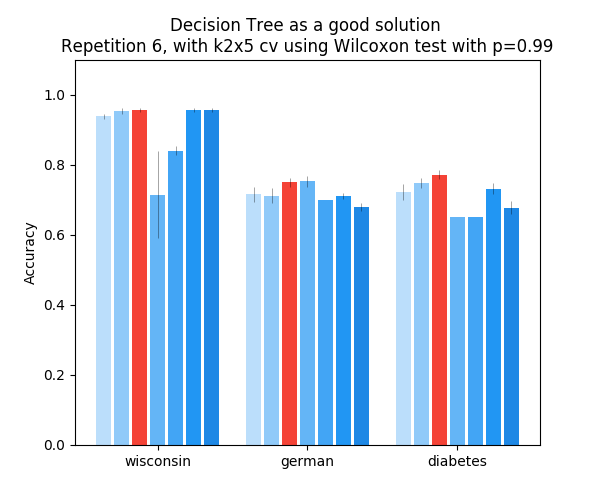 Decision Tree as a good solution
Repetition 6, with k2x5 cv using Wilcoxon test with p=0.99
1.0
0.8
0.6
0.4
0.2
0.0
Accuracy
wisconsin german diabetes